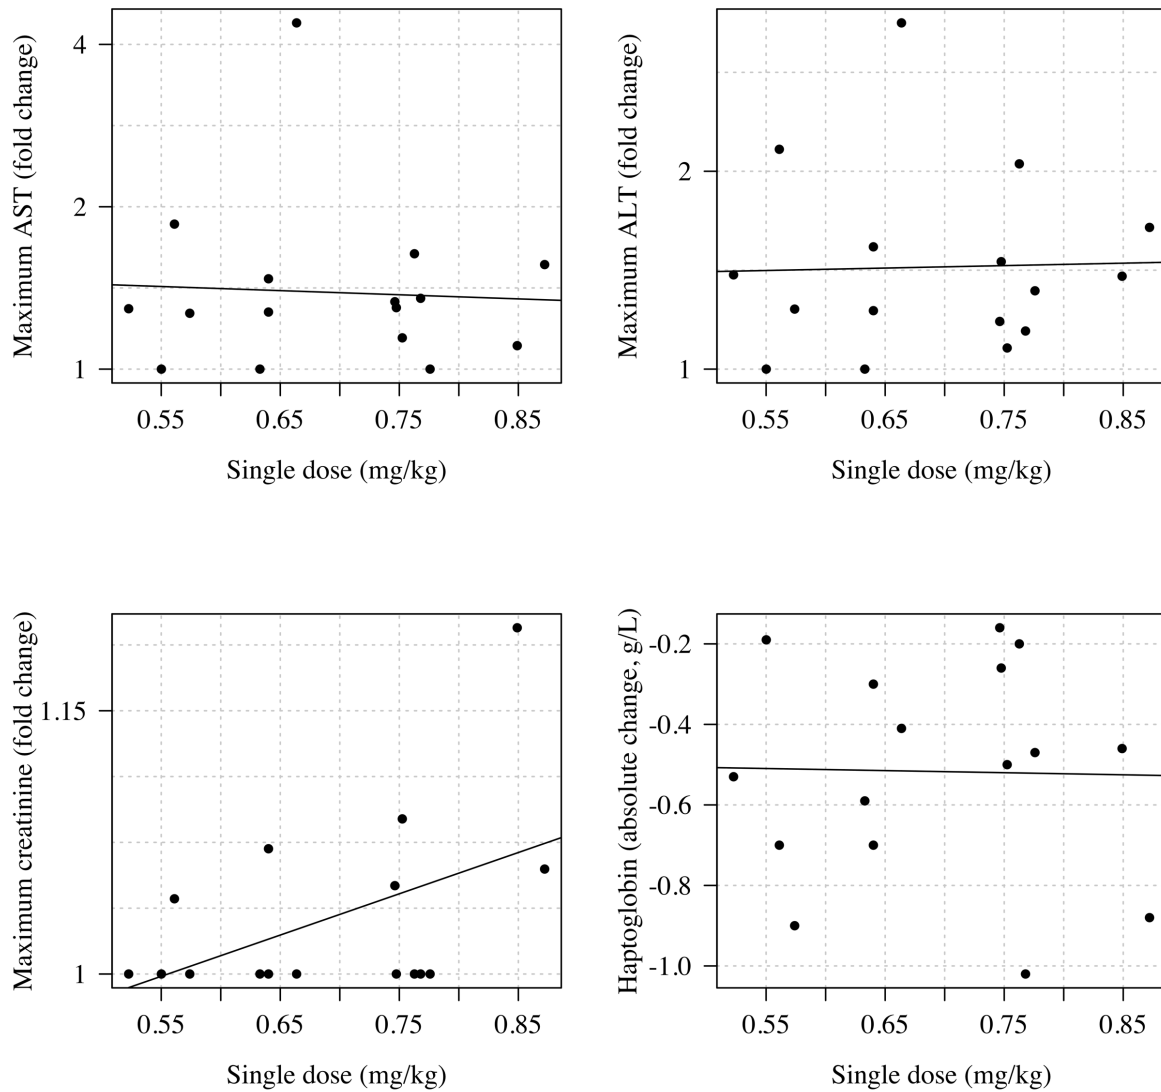 Maximum AST (fold change)
4
2
1
0.55 0.65 0.75 0.85
Single dose (mg/kg)
Maximum ALT (fold change)
2
1
0.55 0.65 0.75 0.85
Single dose (mg/kg)
Maximum creatinine (fold change)
1.15
1
0.55 0.65 0.75 0.85
Single dose (mg/kg)
Haptoglobin (absolute change, g/L)
-0.2
-0.4
-0.6
-0.8
-1.0
0.55 0.65 0.75 0.85
Single dose (mg/kg)